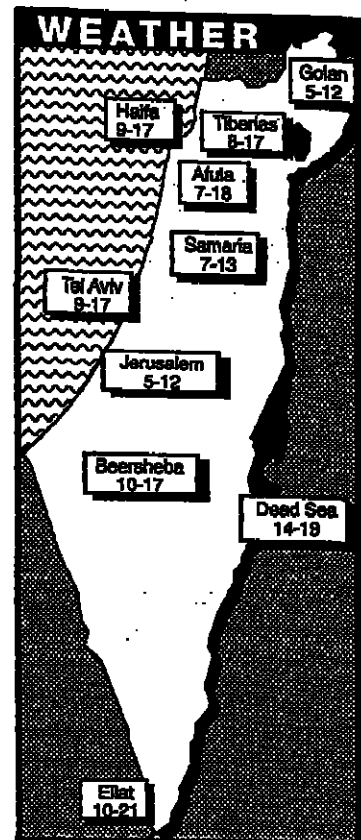 WEATHER
Golan
5-12
Haifa
9-17
Tiberias
8-17
Afula
7-18
Samaria
7-13
Tel Aviv
9-17
Jerusalem
5-12
Beersheba
10-17
Dead Sea
14-19
Eilat
10-21